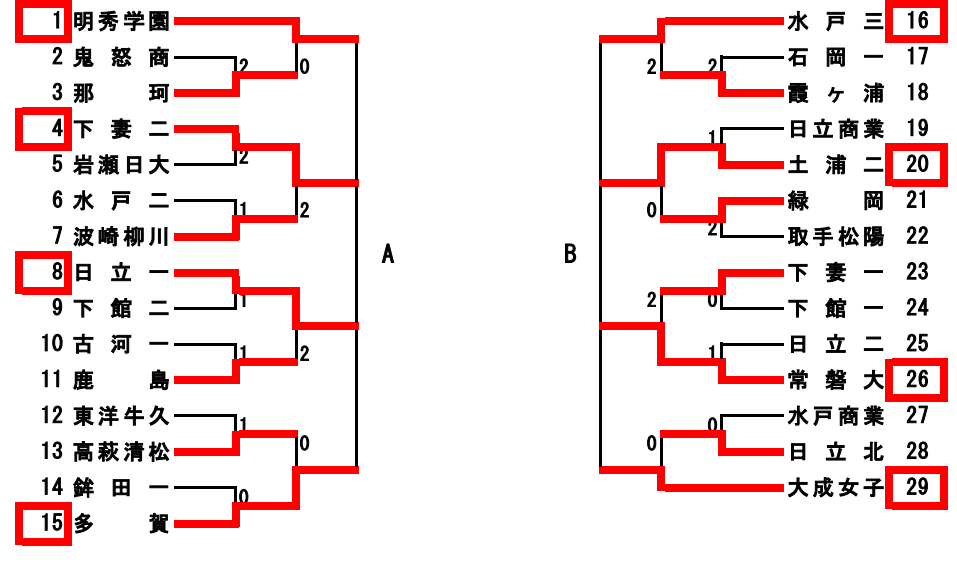 1 明秀学園
2 鬼怒商
3 那珂
4 下妻二
5 岩瀬日大
6 水戸二
7 波崎柳川
8 日立一
9 下館二
10 古河一
11 鹿島
12 東洋牛久
13 高萩清松
14 鉾田一
15 多賀
2
0
2
1
2
1
1
2
1
0
0
A
B
水戸三 16
石岡一 17
霞ヶ浦 18
日立商業 19
土浦二 20
緑岡 21
取手松陽 22
下妻一 23
下館一 24
日立二 25
常磐大 26
水戸商業 27
日立北 28
大成女子 29
2
2
1
0
2
2
0
1
0
0